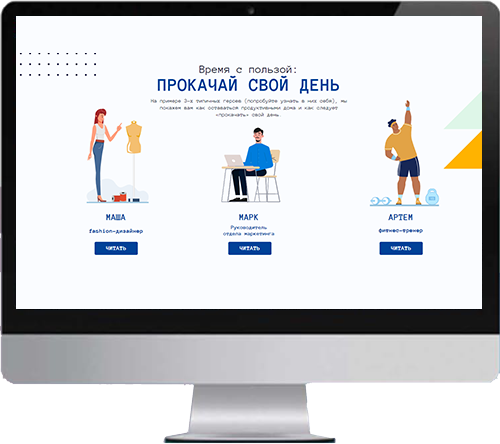 Время с пользой:
ПРОКАЧАЙ СВОЙ ДЕНЬ
На примере 3-х типичных героев (попробуйте узнать в них себя), мы
покажем вам как оставаться продуктивными дома и как следует
«прокачать» свой день.
МАША
МАРК
АРТЕМ
fashion-дизайнер
Руководитель
отдела маркетинга
фитнес-тренер
ЧИТАТЬ
ЧИТАТЬ
ЧИТАТЬ